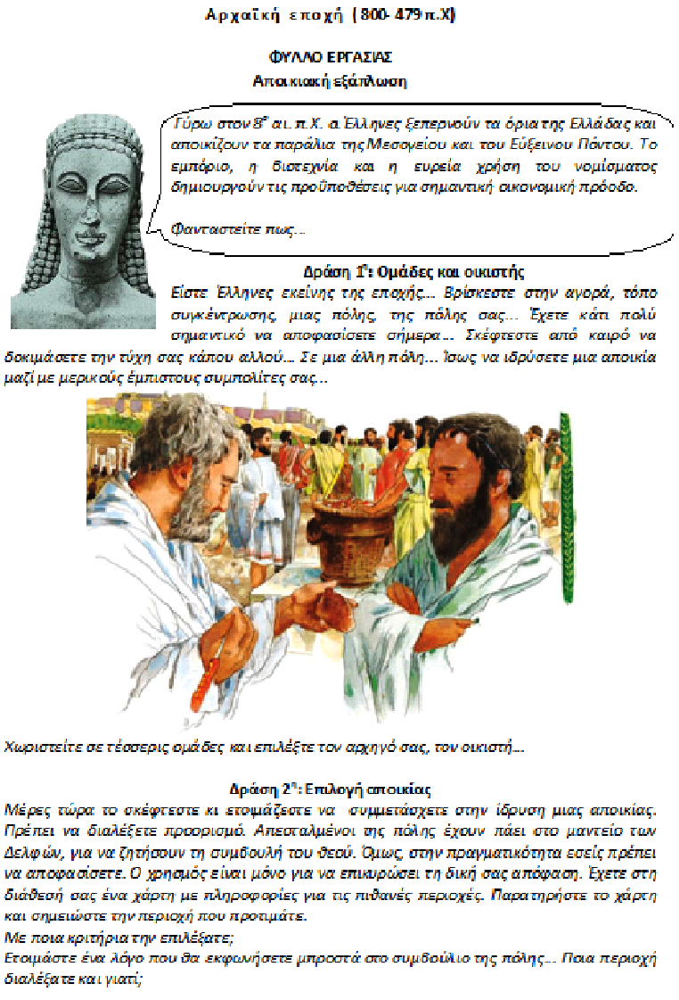 Αρχαϊκή εποχή (800-479 π.Χ)
ΦΥΛΛΟ ΕΡΓΑΣΙΑΣ
Αποικιακή εξάπλωση
Γύρω στον 8ο αι. π.Χ. οι Έλληνες ξεπερνούν τα όρια της Ελλάδας και
αποικίζουν τα παράλια της Μεσογείου και του Εύξεινου Πόντου. Το
εμπόριο, η βιοτεχνία και η ευρεία χρήση του νομίσματος
δημιουργούν τις προϋποθέσεις για σημαντική οικονομική πρόοδο.
Φανταστείτε πως...
Δράση 1η: Ομάδες και οικιστής
Είστε Έλληνες εκείνης της εποχής... Βρίσκεστε στην αγορά, τόπο
συγκέντρωσης, μιας πόλης, της πόλης σας... Έχετε κάτι πολύ
σημαντικό να αποφασίσετε σήμερα... Σκέφτεστε από καιρό να
δοκιμάσετε την τύχη σας κάπου αλλού... Σε μια άλλη πόλη... Ίσως να ιδρύσετε μια αποικία
μαζί με μερικούς έμπιστους συμπολίτες σας...
Χωριστείτε σε τέσσερις ομάδες και επιλέξτε τον αρχηγό σας, τον οικιστή...
Δράση 2η: Επιλογή αποικίας
Μέρες τώρα το σκέφτεστε κι ετοιμάζεστε να συμμετάσχετε στην ίδρυση μιας αποικίας.
Πρέπει να διαλέξετε προορισμό. Απεσταλμένοι της πόλης έχουν πάει στο μαντείο των
Δελφών, για να ζητήσουν τη συμβουλή του θεού. Όμως, στην πραγματικότητα εσείς πρέπει
να αποφασίσετε. Ο χρησμός είναι μόνο για να επικυρώσει τη δική σας απόφαση. Έχετε στη
διάθεσή σας ένα χάρτη με πληροφορίες για τις πιθανές περιοχές. Παρατηρήστε το χάρτη
και σημειώστε την περιοχή που προτιμάτε.
Με ποια κριτήρια την επιλέξατε;
Ετοιμάστε ένα λόγο που θα εκφωνήσετε μπροστά στο συμβούλιο της πόλης... Ποια περιοχή
διαλέξατε και γιατί;